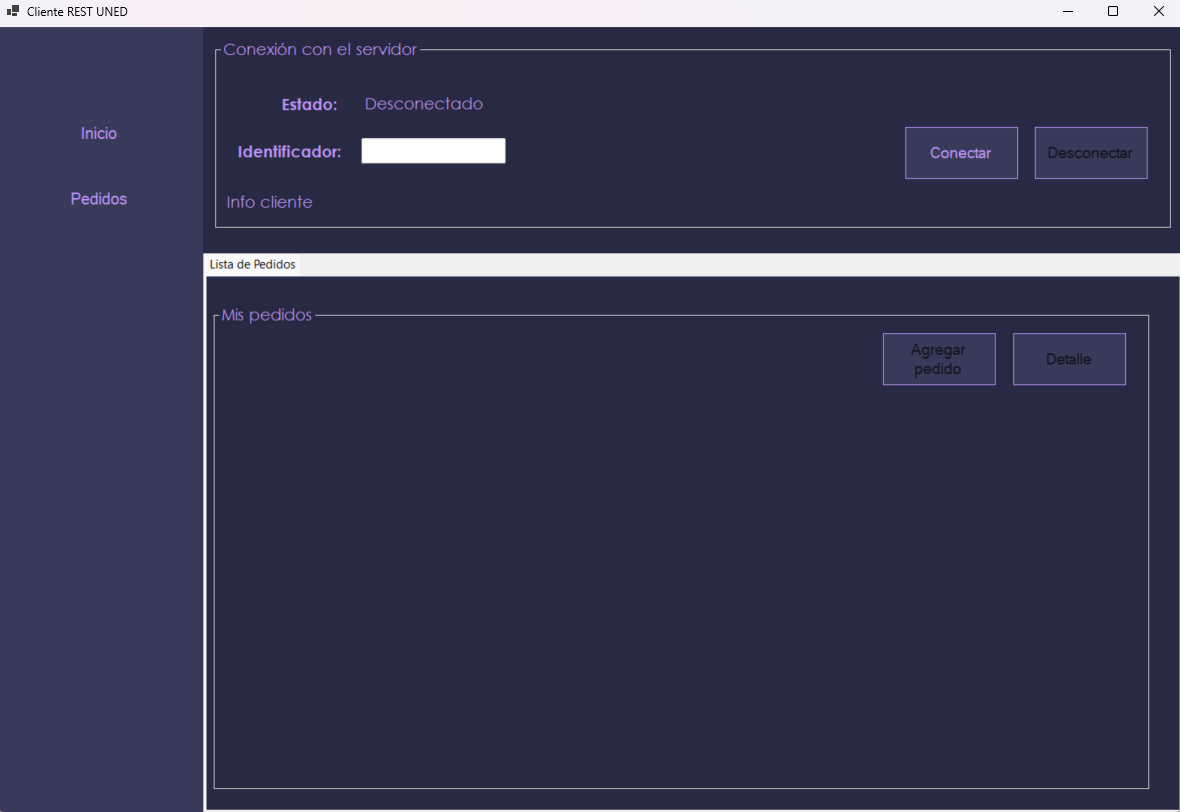 Cliente REST UNED
Conexión con el servidor
Estado: Desconectado
Inicio
Identificador:
Conectar Desconectar
Pedidos
Info cliente
Lista de Pedidos
Mis pedidos
Agregar
pedido
Detalle